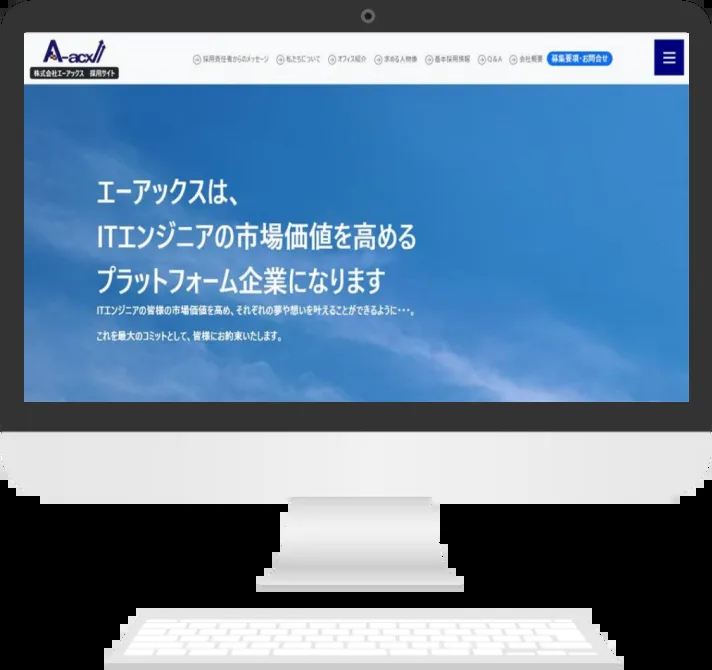 A-acx
株式会社エーアックス 採用サイト
採用責任者からのメッセージ 私たちについて オフィス紹介 求める人物像 基本採用情報 Q&A 会社概要 募集要項・お問合せ
エーアックスは、
ITエンジニアの市場価値を高める
プラットフォーム企業になります
ITエンジニアの皆様の市場価値を高め、それぞれの夢や想いを叶えることができるように・・・。
これを最大のコミットとして、皆様にお約束いたします。